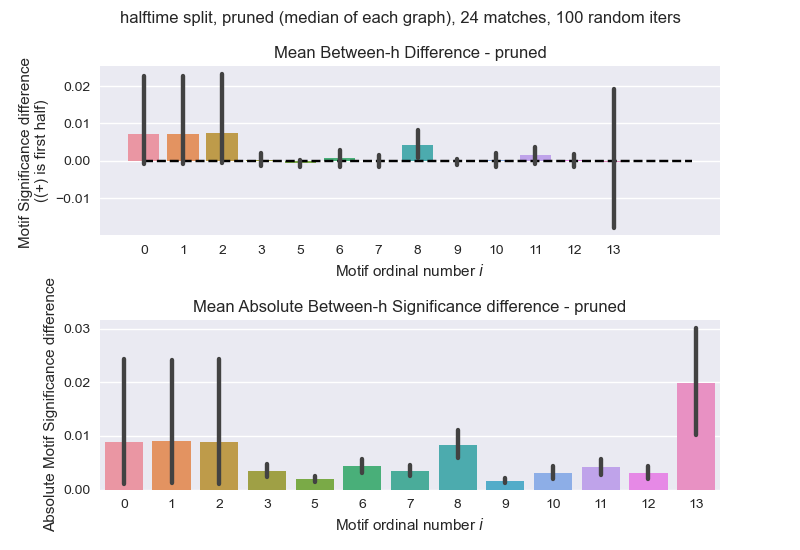 halftime split, pruned (median of each graph), 24 matches, 100 random iters
Mean Between-h Difference - pruned
Motif Significance difference
((+) is first half)
0.02
0.01
0.00
−0.01
0 1 2 3 5 6 7 8 9 10 11 12 13
Motif ordinal number i
Mean Absolute Between-h Significance difference - pruned
Absolute Motif Significance difference
0.03
0.02
0.01
0.00
0 1 2 3 5 6 7 8 9 10 11 12 13
Motif ordinal number i